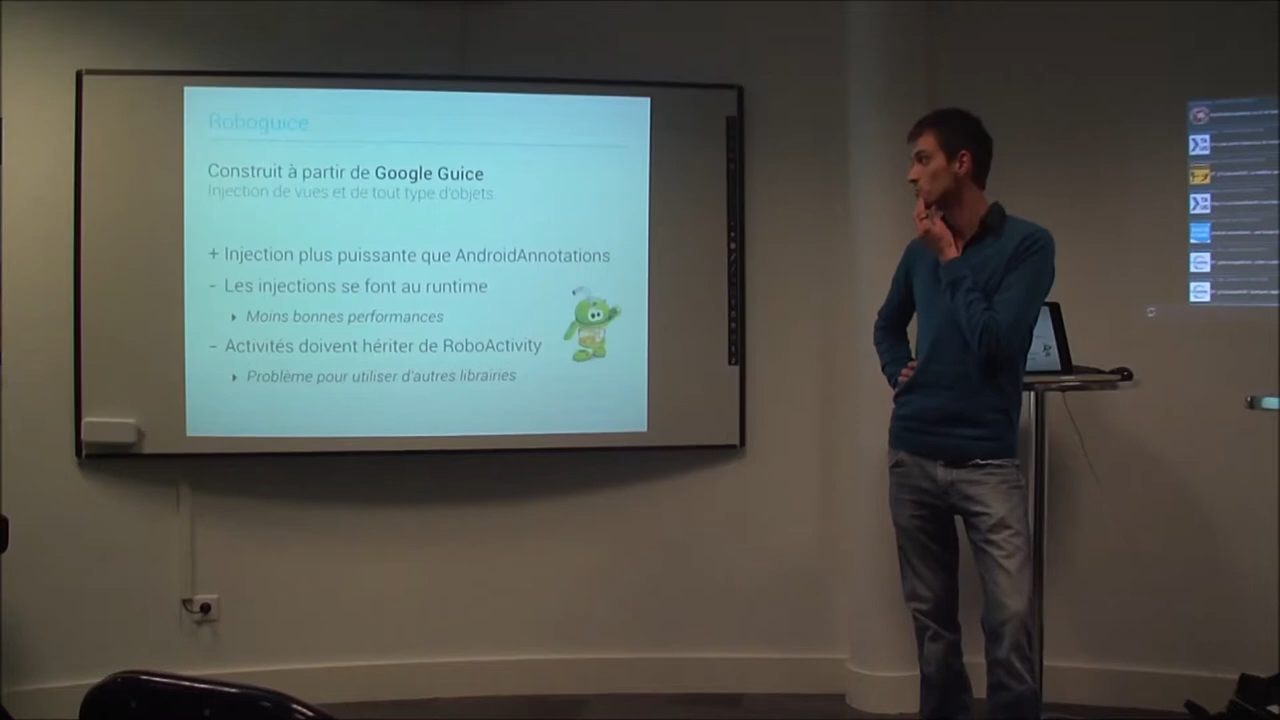 Roboguice
Construit à partir de Google Guice
Injection de vues et de tout type d'objets
+ Injection plus puissante que AndroidAnnotations
- Les injections se font au runtime
Moins bonnes performances
- Activités doivent hériter de RoboActivity
Problème pour utiliser d'autres librairies